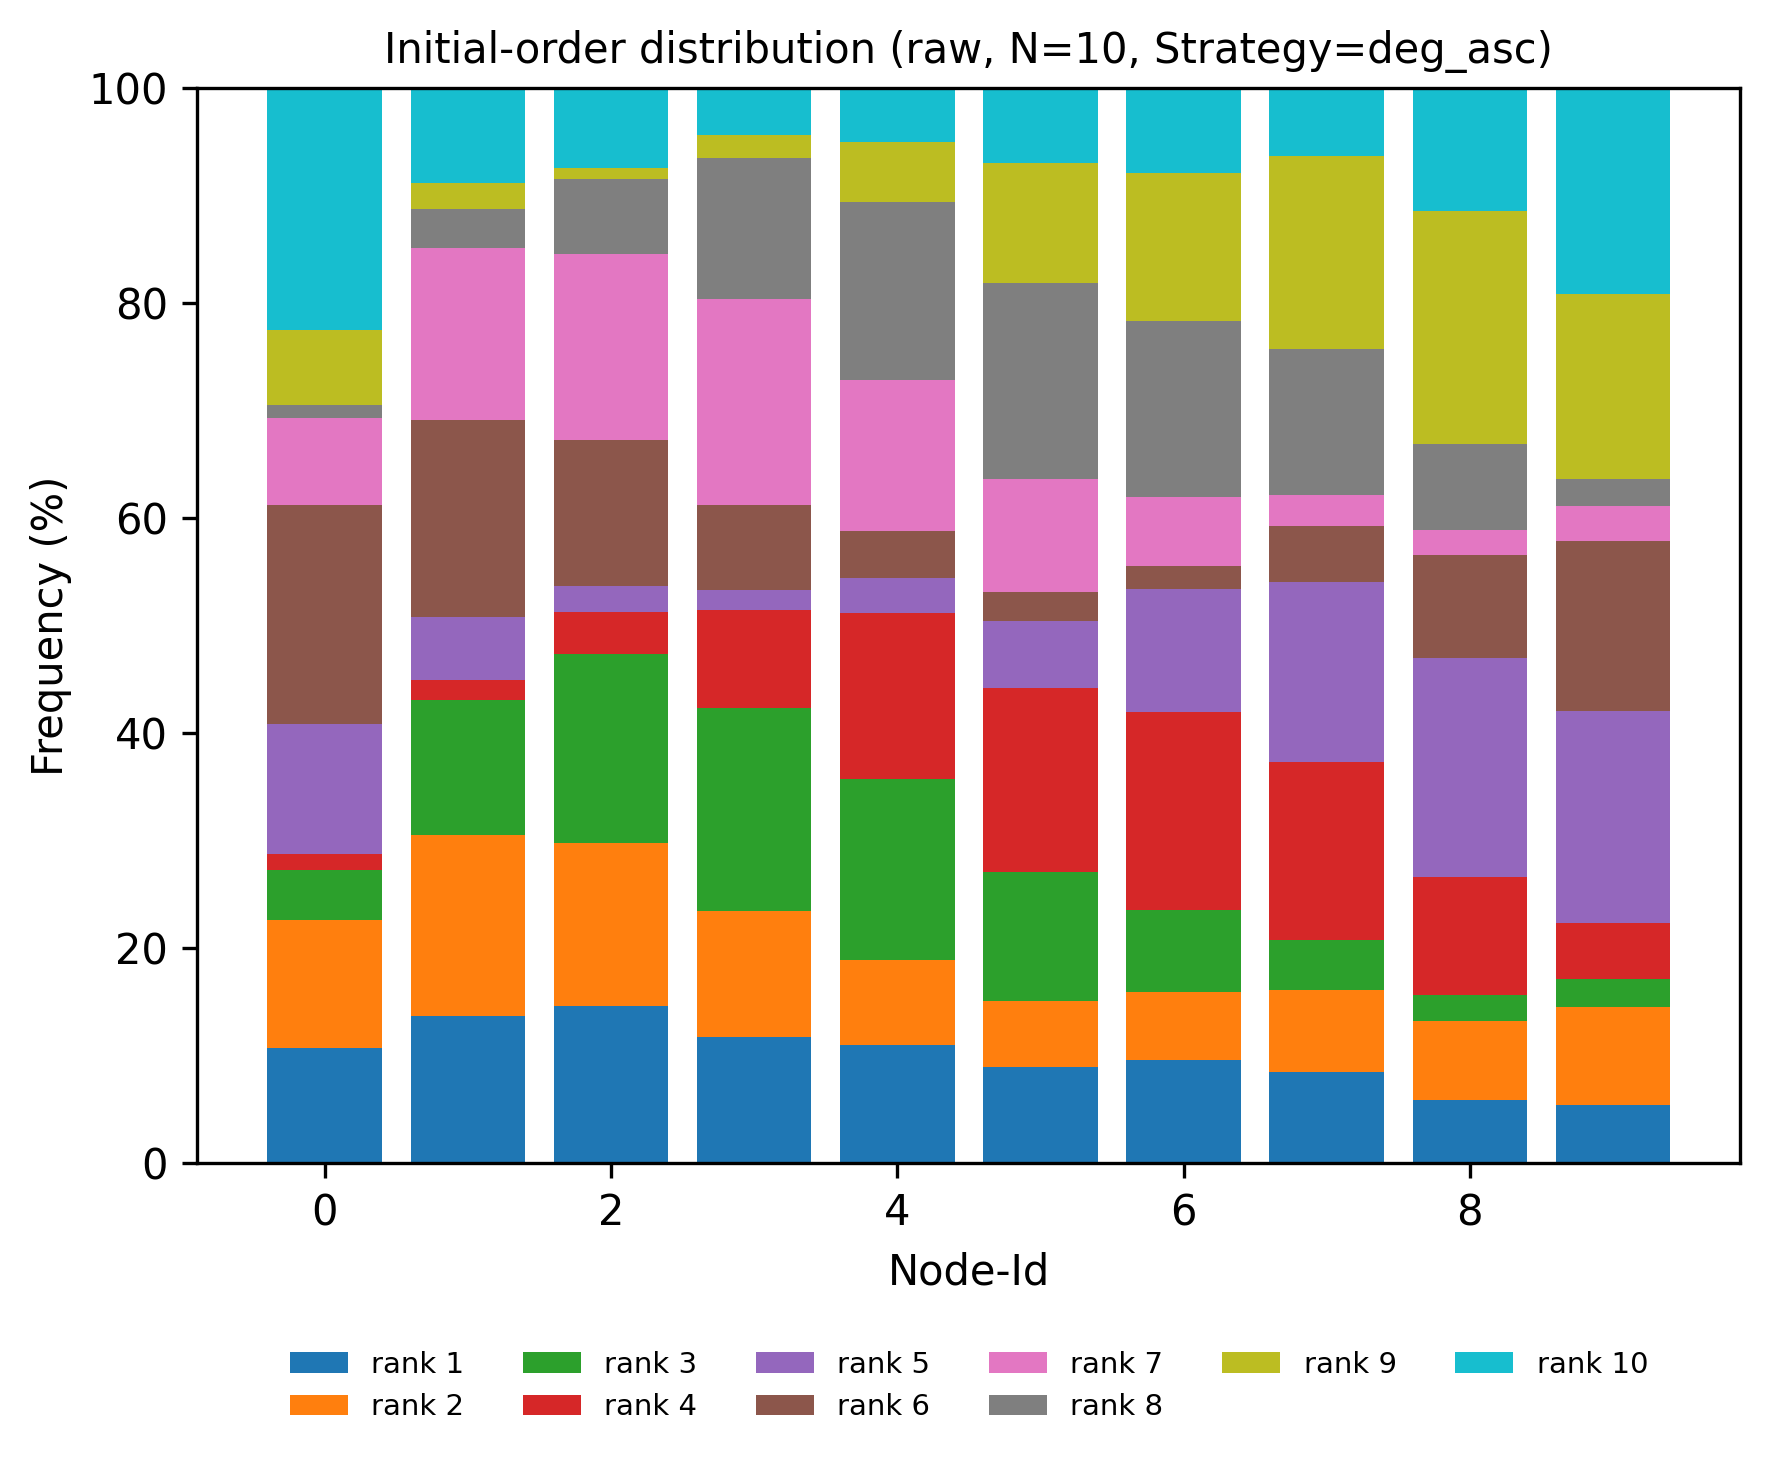 Initial-order distribution (raw, N=10, Strategy=deg_asc)
100
80
60
40
20
0
Frequency (%)
0 2 4 6 8
Node-Id
rank 1 rank 3 rank 5 rank 7 rank 9 rank 10
rank 2 rank 4 rank 6 rank 8